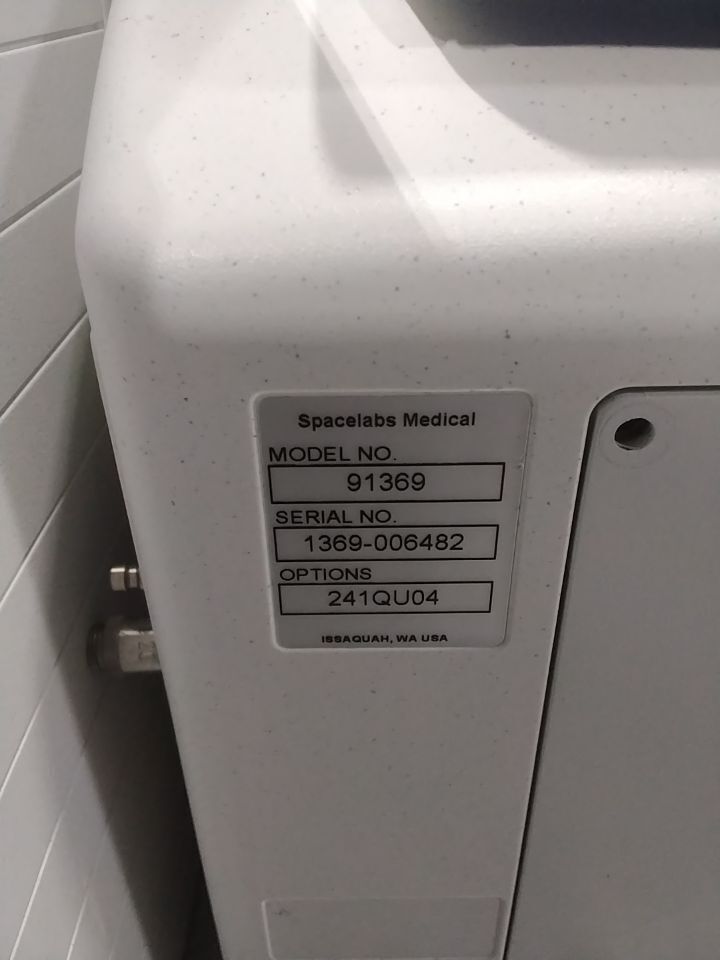 Spacelabs Medical
MODEL NO.
91369
SERIAL NO.
1369-006482
OPTIONS
241QU04
ISSAQUAH, WA USA